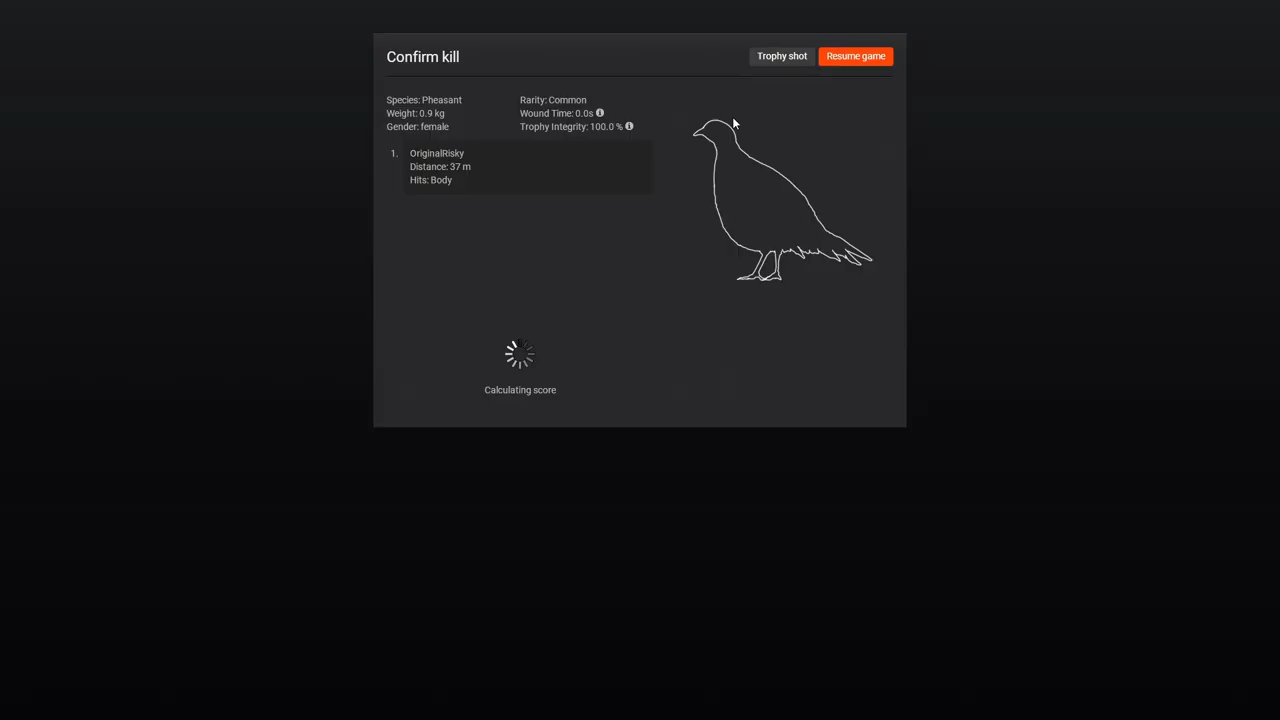 Confirm kill
Trophy shot
Resume game
Species: Pheasant
Weight: 0.9 kg
Gender: female
Rarity: Common
Wound Time: 0.0s
Trophy Integrity: 100.0 %
1.
OriginalRisky
Distance: 37 m
Hits: Body
Calculating score